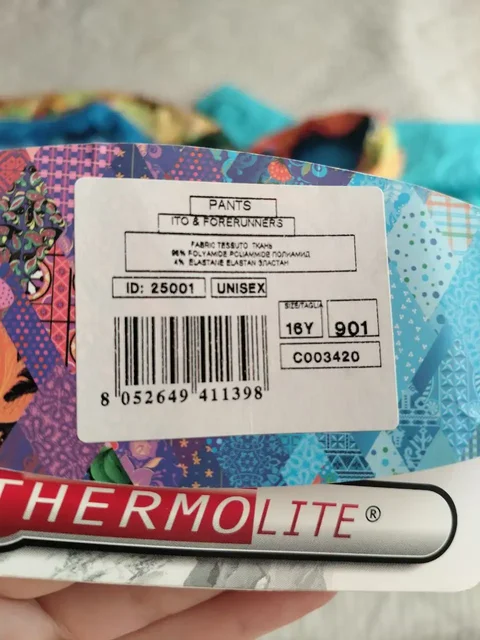 PANTS
ITO & FORERUNNERS
FABRIC TESSUTO ТКАНЬ
96% POLYAMIDE POLIAMMIDE ПОЛИАМИД
4% ELASTANE ELASTAN ЭЛАСТАН
ID: 25001 UNISEX
SIZE/TAGLIA
16Y 901
C003420
8 052649 411398
THERMOLITE®